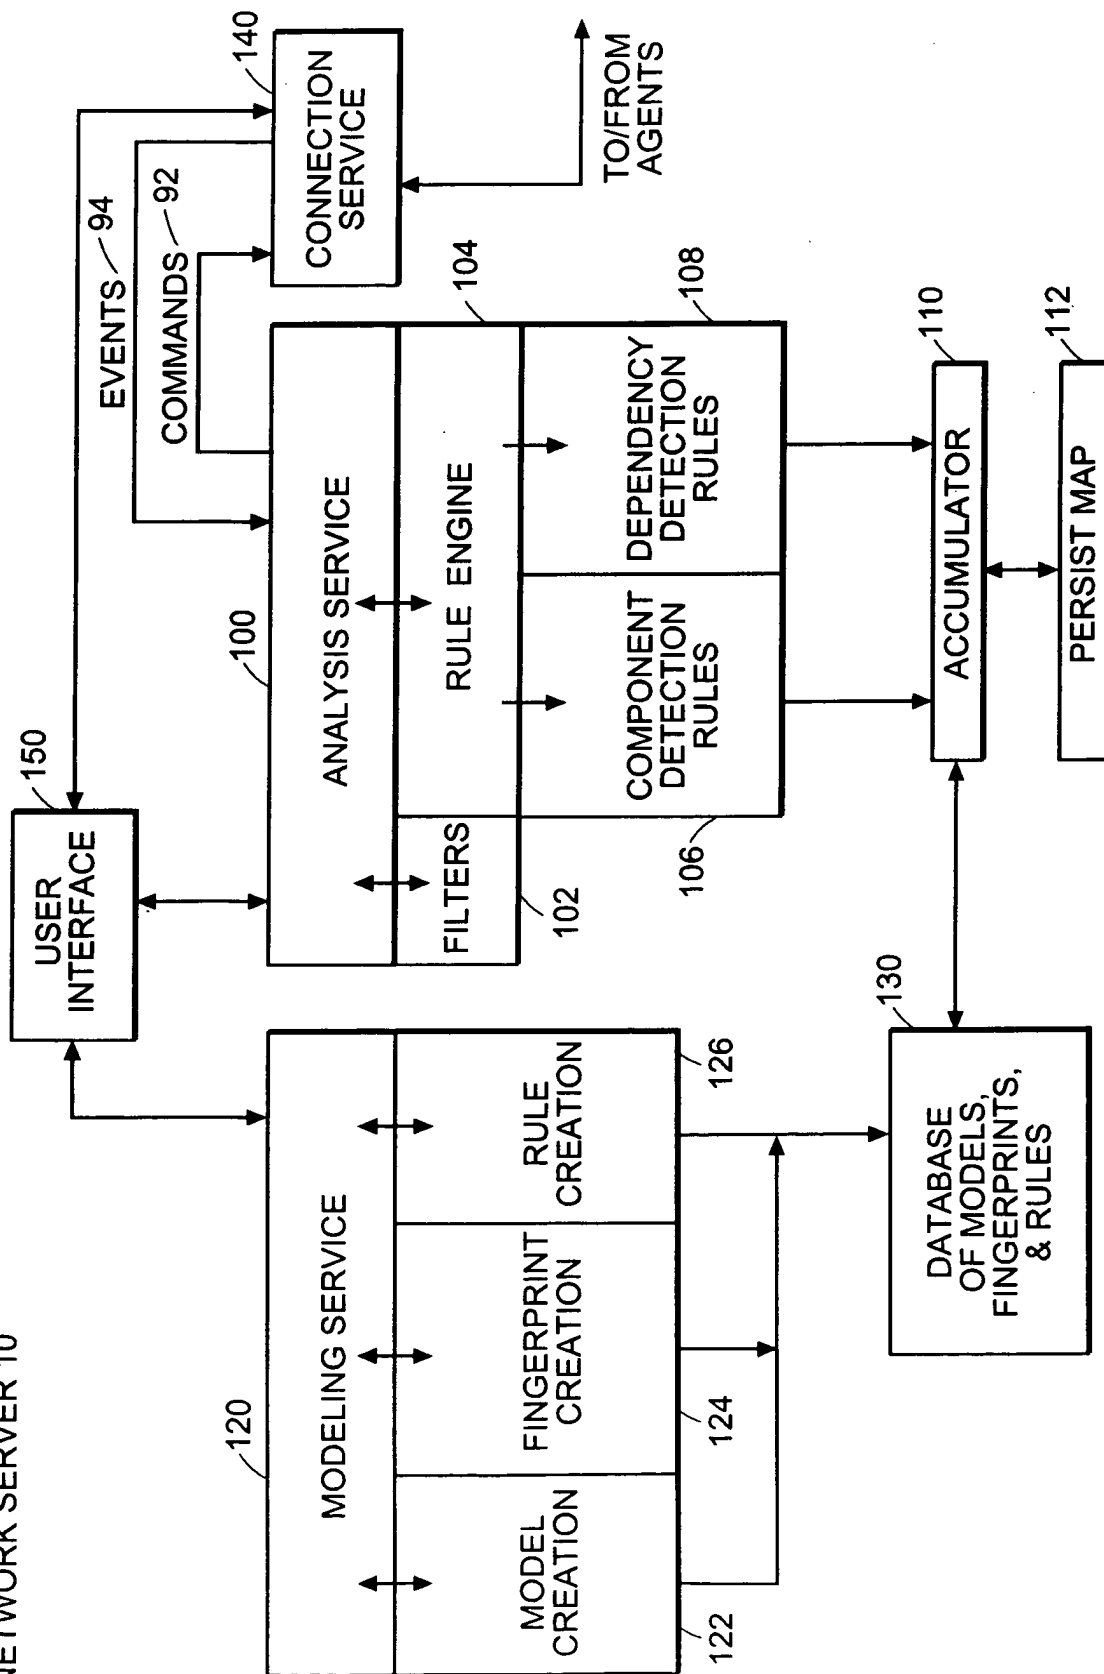 NETWORK SERVER 10
USER
INTERFACE
150
120
MODELING SERVICE
MODEL
CREATION
122
FINGERPRINT
CREATION
124
RULE
CREATION
126
100
ANALYSIS SERVICE
FILTERS
102
RULE ENGINE
104
COMPONENT
DETECTION
RULES
106
DEPENDENCY
DETECTION
RULES
108
EVENTS 94
COMMANDS 92
140
CONNECTION
SERVICE
TO/FROM
AGENTS
130
DATABASE
OF MODELS,
FINGERPRINTS,
& RULES
110
ACCUMULATOR
112
PERSIST MAP